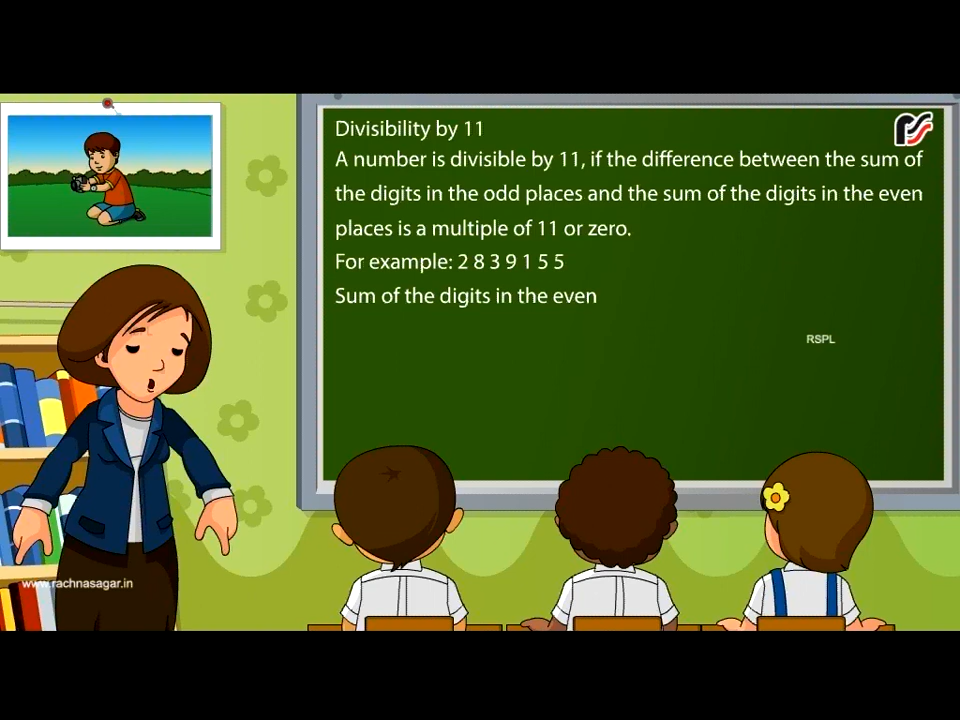 Divisibility by 11
A number is divisible by 11, if the difference between the sum of
the digits in the odd places and the sum of the digits in the even
places is a multiple of 11 or zero.
For example: 2 8 3 9 1 5 5
Sum of the digits in the even
RSPL
www.rachnasagar.in